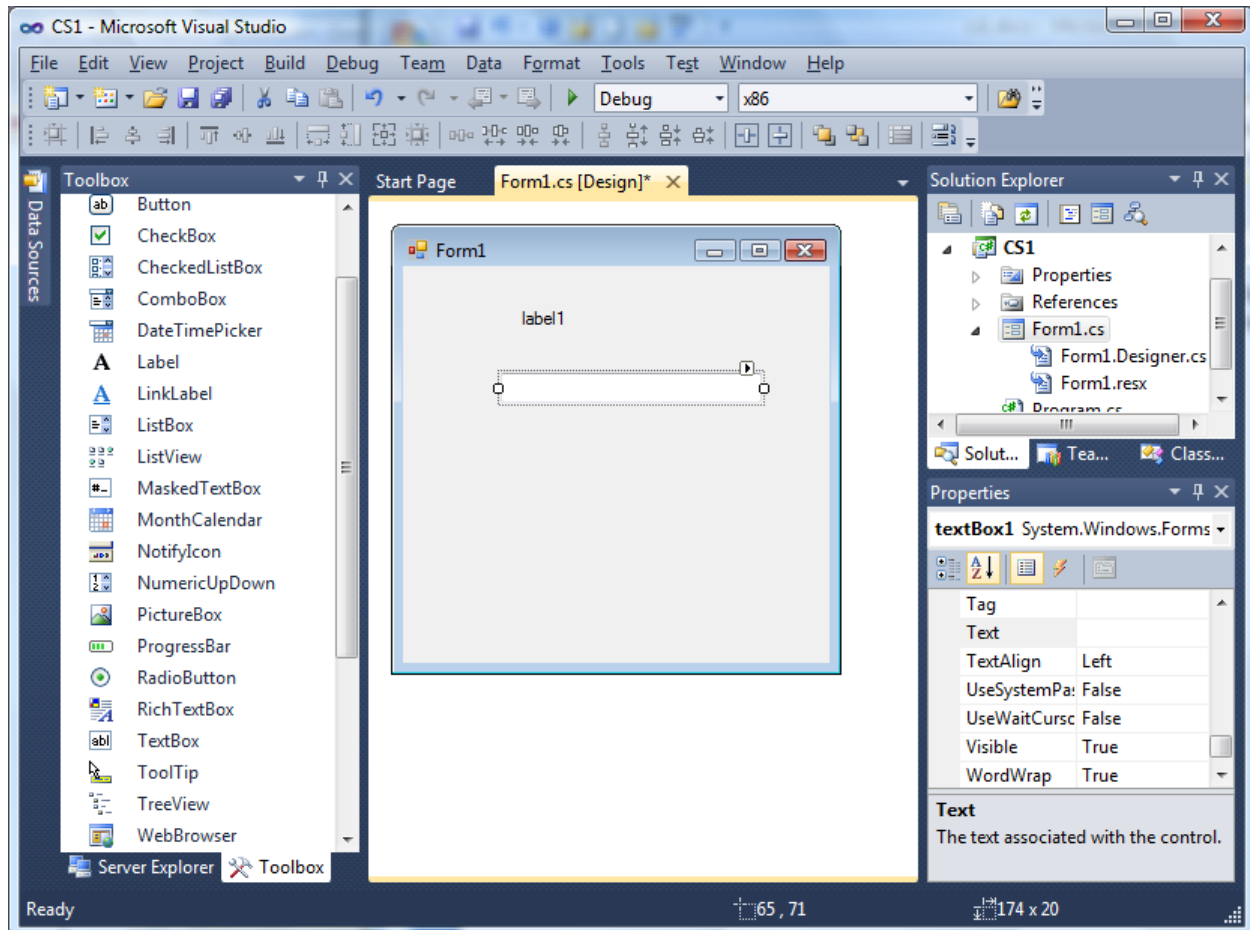 CS1 - Microsoft Visual Studio
File Edit View Project Build Debug Team Data Format Tools Test Window Help
Debug x86
Data Sources
Toolbox
Button
CheckBox
CheckedListBox
ComboBox
DateTimePicker
Label
LinkLabel
ListBox
ListView
MaskedTextBox
MonthCalendar
NotifyIcon
NumericUpDown
PictureBox
ProgressBar
RadioButton
RichTextBox
TextBox
ToolTip
TreeView
WebBrowser
Server Explorer Toolbox
Start Page Form1.cs [Design]*
Form1
label1
Solution Explorer
CS1
Properties
References
Form1.cs
Form1.Designer.cs
Form1.resx
Program.cs
Solut... Tea... Class...
Properties
textBox1 System.Windows.Forms
Tag
Text
TextAlign Left
UseSystemPa: False
UseWaitCursc False
Visible True
WordWrap True
Text
The text associated with the control.
Ready 65 , 71 174 x 20